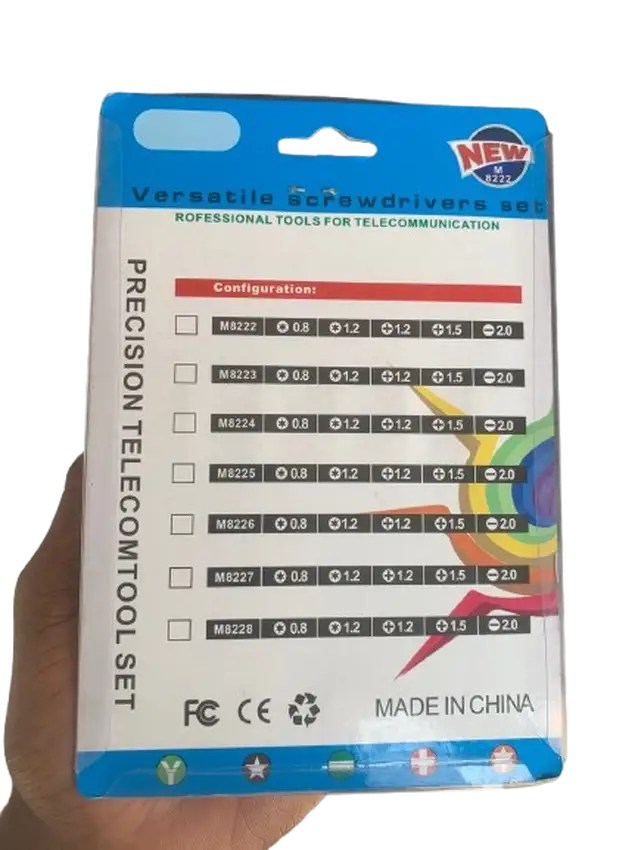 NEW
M
8222
Versatile screwdrivers set
ROFESSIONAL TOOLS FOR TELECOMMUNICATION
PRECISION TELECOMTOOL SET
Configuration:
M8222 0.8 1.2 1.2 1.5 2.0
M8223 0.8 1.2 1.2 1.5 2.0
M8224 0.8 1.2 1.2 1.5 2.0
M8225 0.8 1.2 1.2 1.5 2.0
M8226 0.8 1.2 1.2 1.5 2.0
M8227 0.8 1.2 1.2 1.5 2.0
M8228 0.8 1.2 1.2 1.5 2.0
FC CE MADE IN CHINA